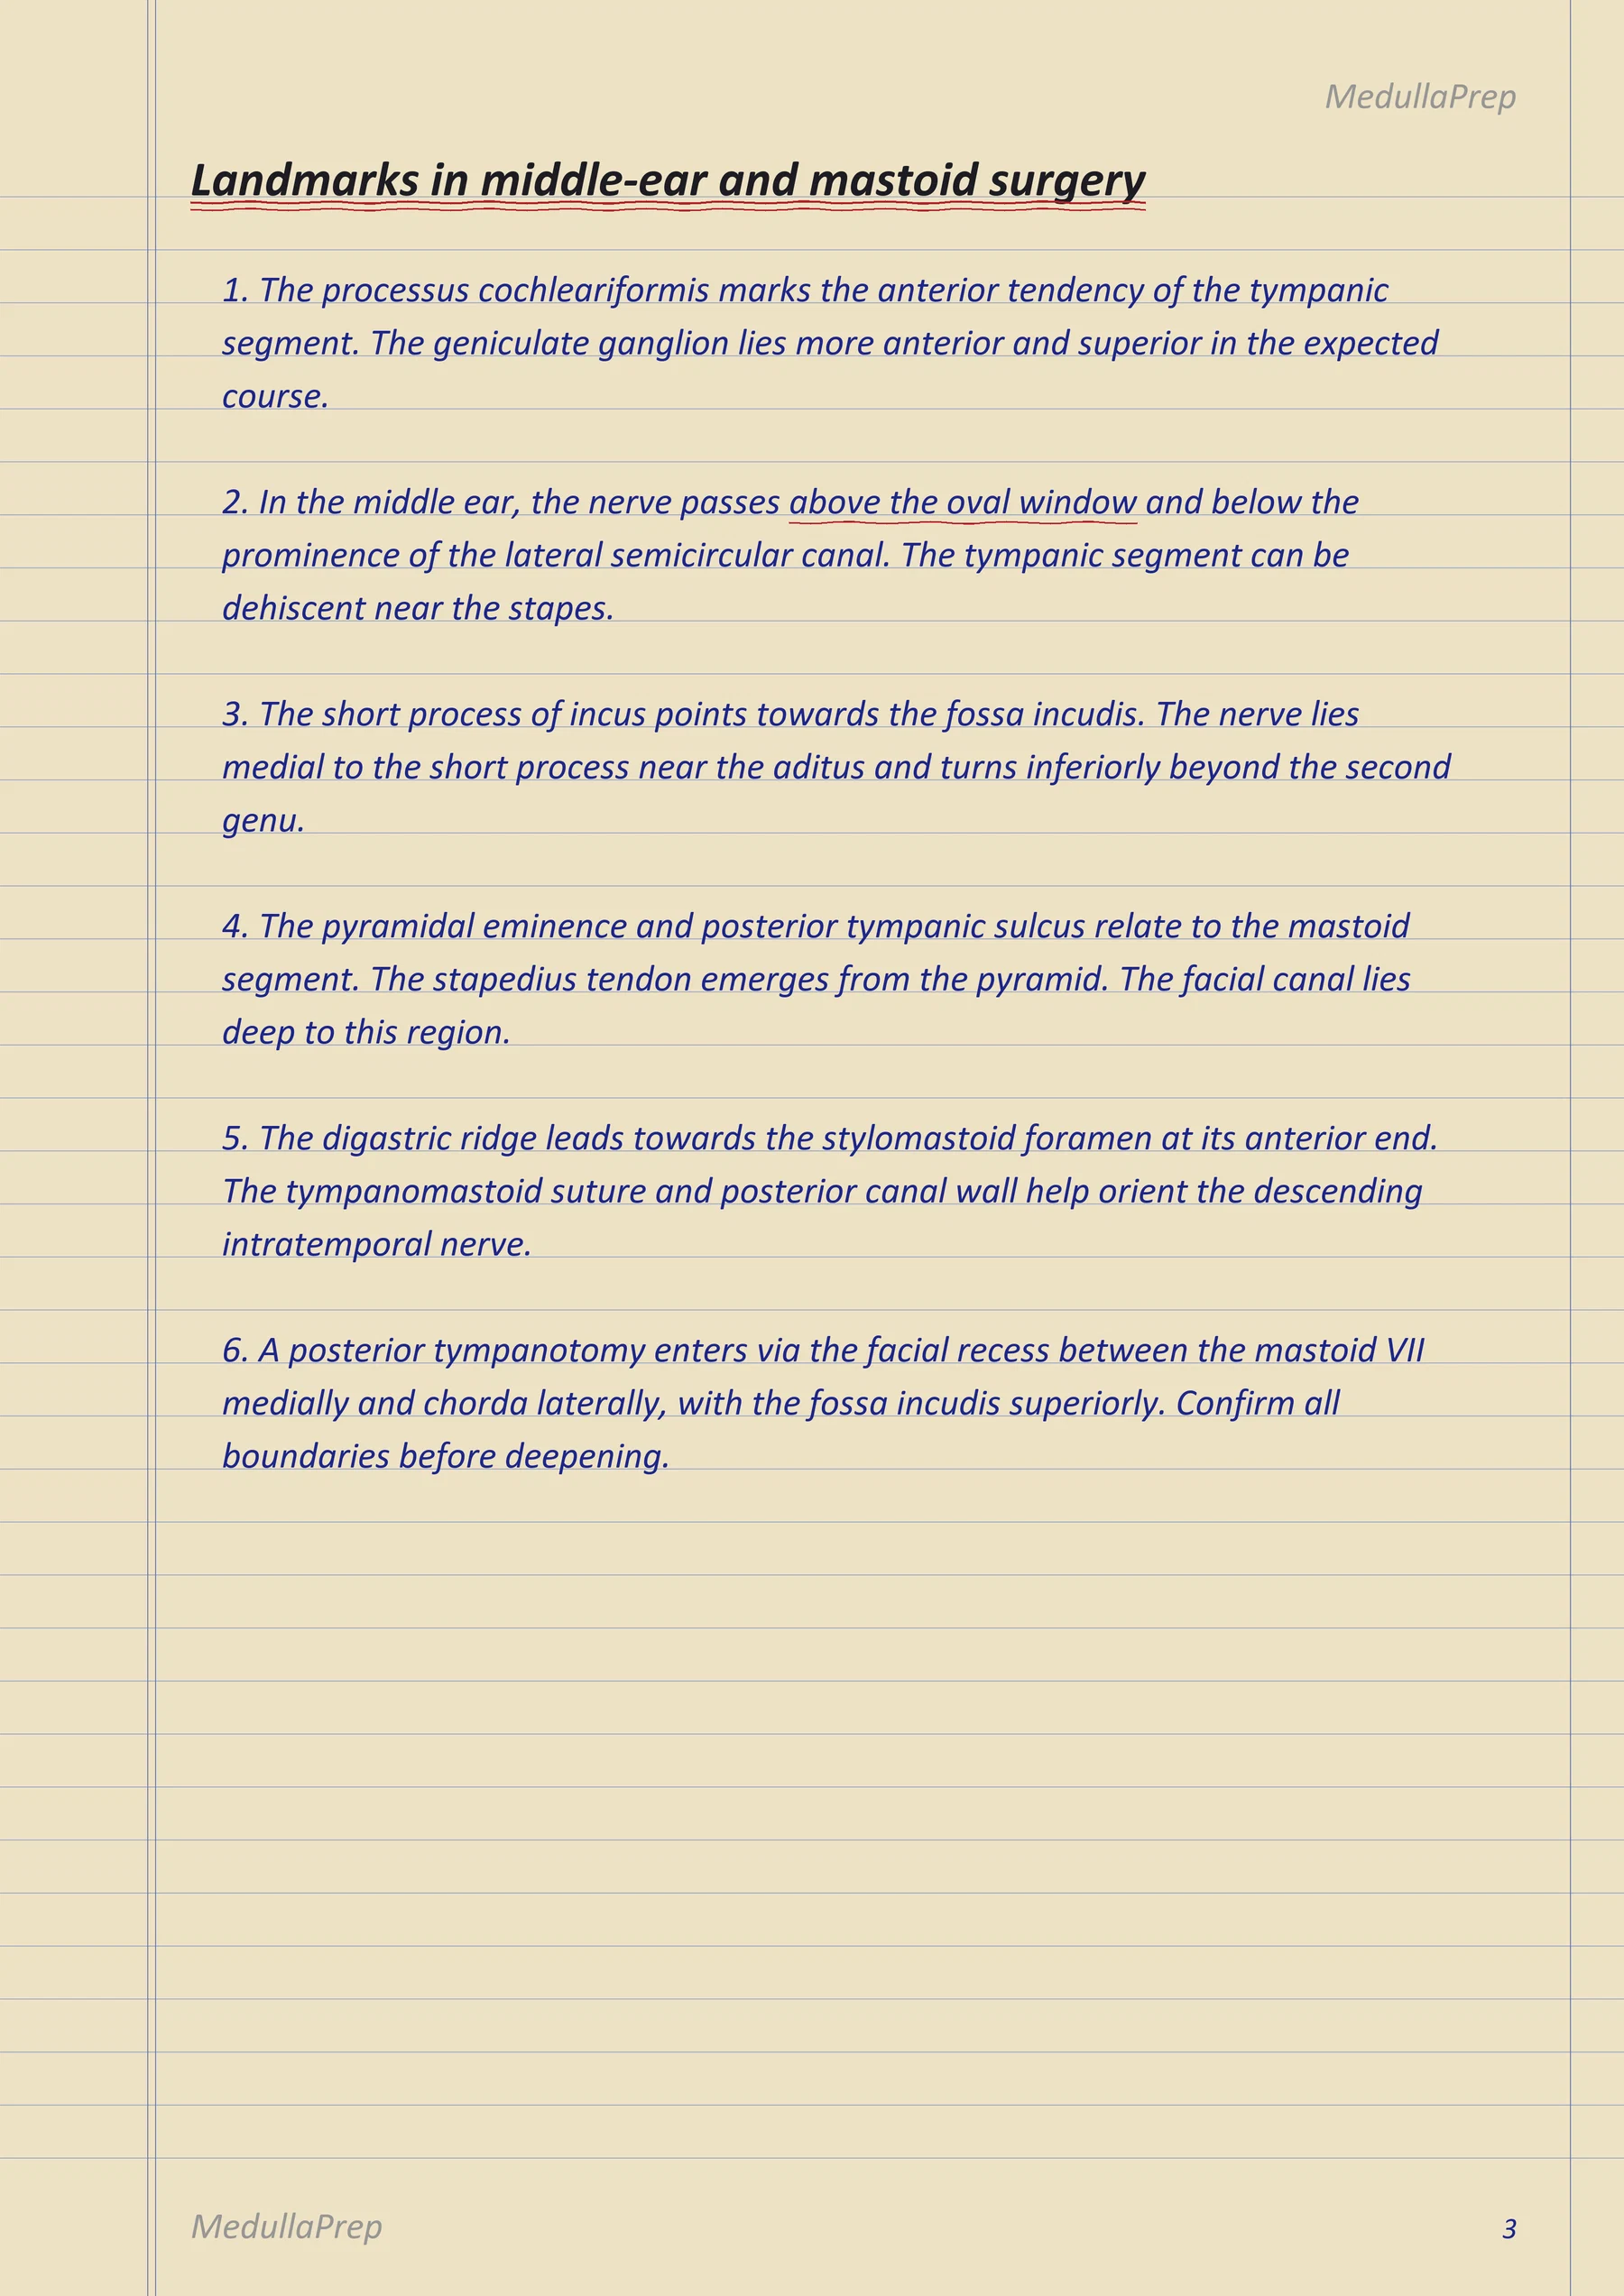 MedullaPrep
Landmarks in middle-ear and mastoid surgery
1. The processus cochleariformis marks the anterior tendency of the tympanic
segment. The geniculate ganglion lies more anterior and superior in the expected
course.
2. In the middle ear, the nerve passes above the oval window and below the
prominence of the lateral semicircular canal. The tympanic segment can be
dehiscent near the stapes.
3. The short process of incus points towards the fossa incudis. The nerve lies
medial to the short process near the aditus and turns inferiorly beyond the second
genu.
4. The pyramidal eminence and posterior tympanic sulcus relate to the mastoid
segment. The stapedius tendon emerges from the pyramid. The facial canal lies
deep to this region.
5. The digastric ridge leads towards the stylomastoid foramen at its anterior end.
The tympanomastoid suture and posterior canal wall help orient the descending
intratemporal nerve.
6. A posterior tympanotomy enters via the facial recess between the mastoid VII
medially and chorda laterally, with the fossa incudis superiorly. Confirm all
boundaries before deepening.
MedullaPrep
3